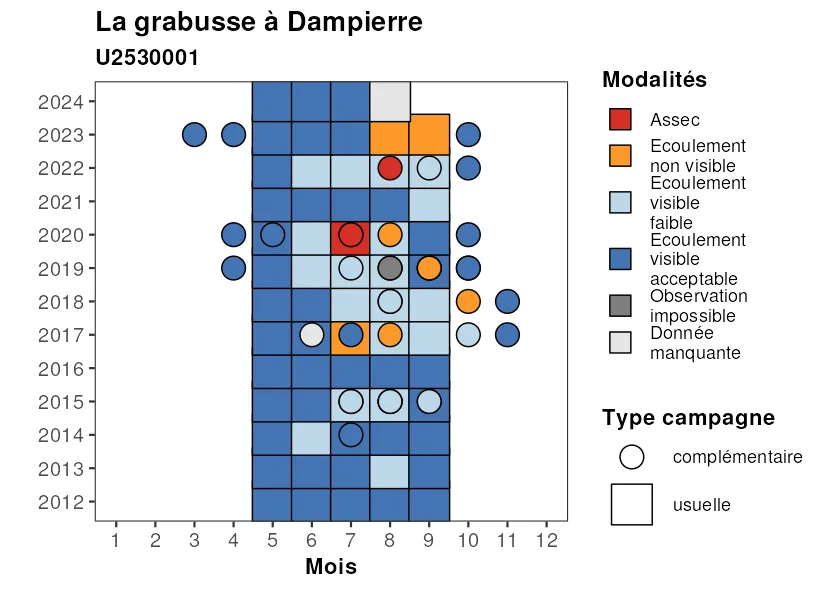 La grabusse à Dampierre
U2530001
2024
2023
2022
2021
2020
2019
2018
2017
2016
2015
2014
2013
2012
1 2 3 4 5 6 7 8 9 10 11 12
Mois
Modalités
Assec
Ecoulement
non visible
Ecoulement
visible
faible
Ecoulement
visible
acceptable
Observation
impossible
Donnée
manquante
Type campagne
complémentaire
usuelle